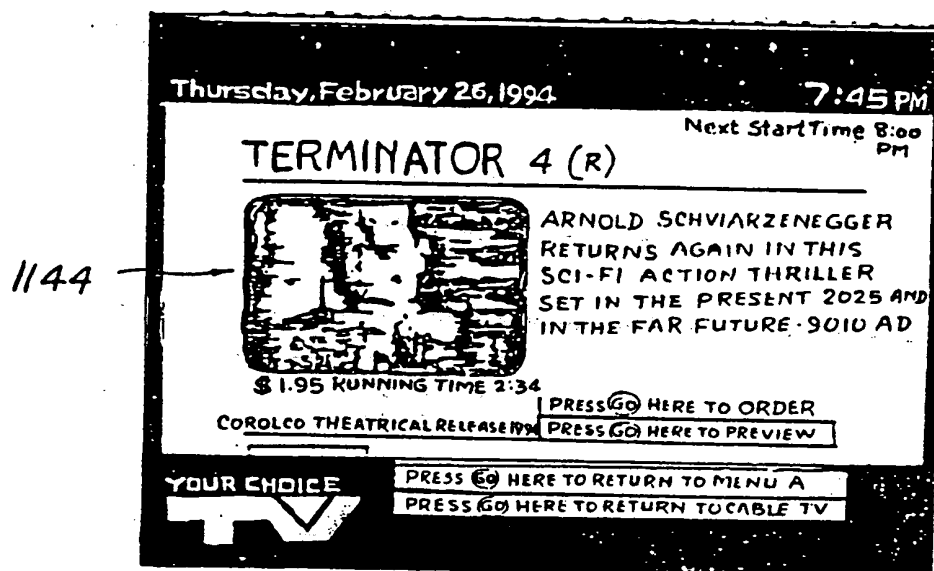 Thursday, February 26, 1994
7:45 PM
Next Start Time 8:00
PM
TERMINATOR 4 (R)
1144
ARNOLD SCHVIARKZENEGGER
RETURNS AGAIN IN THIS
SCI-FI ACTION THRILLER
SET IN THE PRESENT 2025 AND
IN THE FAR FUTURE·9010 AD
$ 1.95 RUNNING TIME 2:34
COROLCO THEATRICAL RELEASE
PRESS GO HERE TO ORDER
PRESS GO HERE TO PREVIEW
YOUR CHOICE
TV
PRESS GO HERE TO RETURN TO MENU A
PRESS GO HERE TO RETURN TO CABLE TV